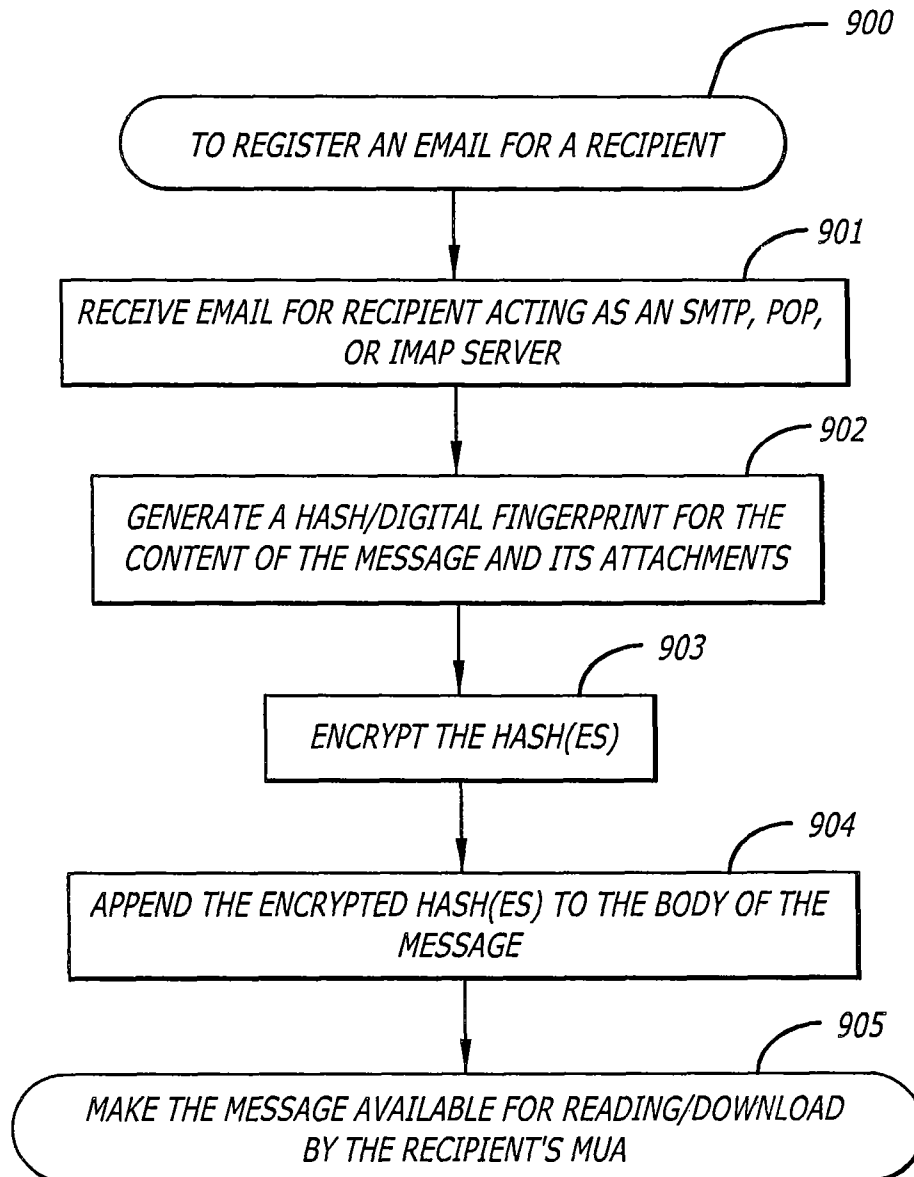 900
TO REGISTER AN EMAIL FOR A RECIPIENT
901
RECEIVE EMAIL FOR RECIPIENT ACTING AS AN SMTP, POP,
OR IMAP SERVER
902
GENERATE A HASH/DIGITAL FINGERPRINT FOR THE
CONTENT OF THE MESSAGE AND ITS ATTACHMENTS
903
ENCRYPT THE HASH(ES)
904
APPEND THE ENCRYPTED HASH(ES) TO THE BODY OF THE
MESSAGE
905
MAKE THE MESSAGE AVAILABLE FOR READING/DOWNLOAD
BY THE RECIPIENT'S MUA